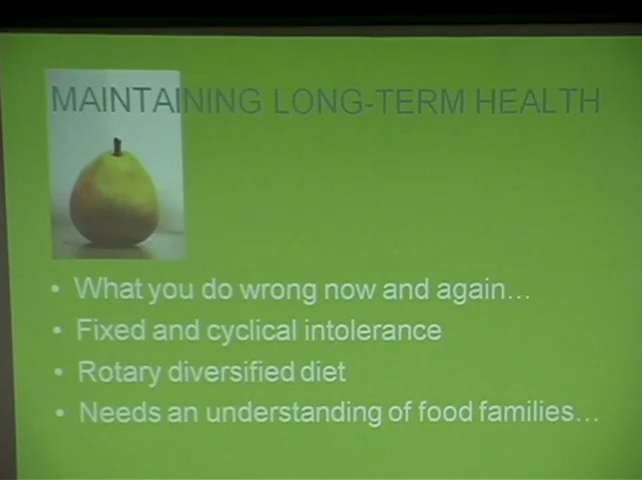 MAINTAINING LONG-TERM HEALTH
• What you do wrong now and again...
• Fixed and cyclical intolerance
• Rotary diversified diet
• Needs an understanding of food families...